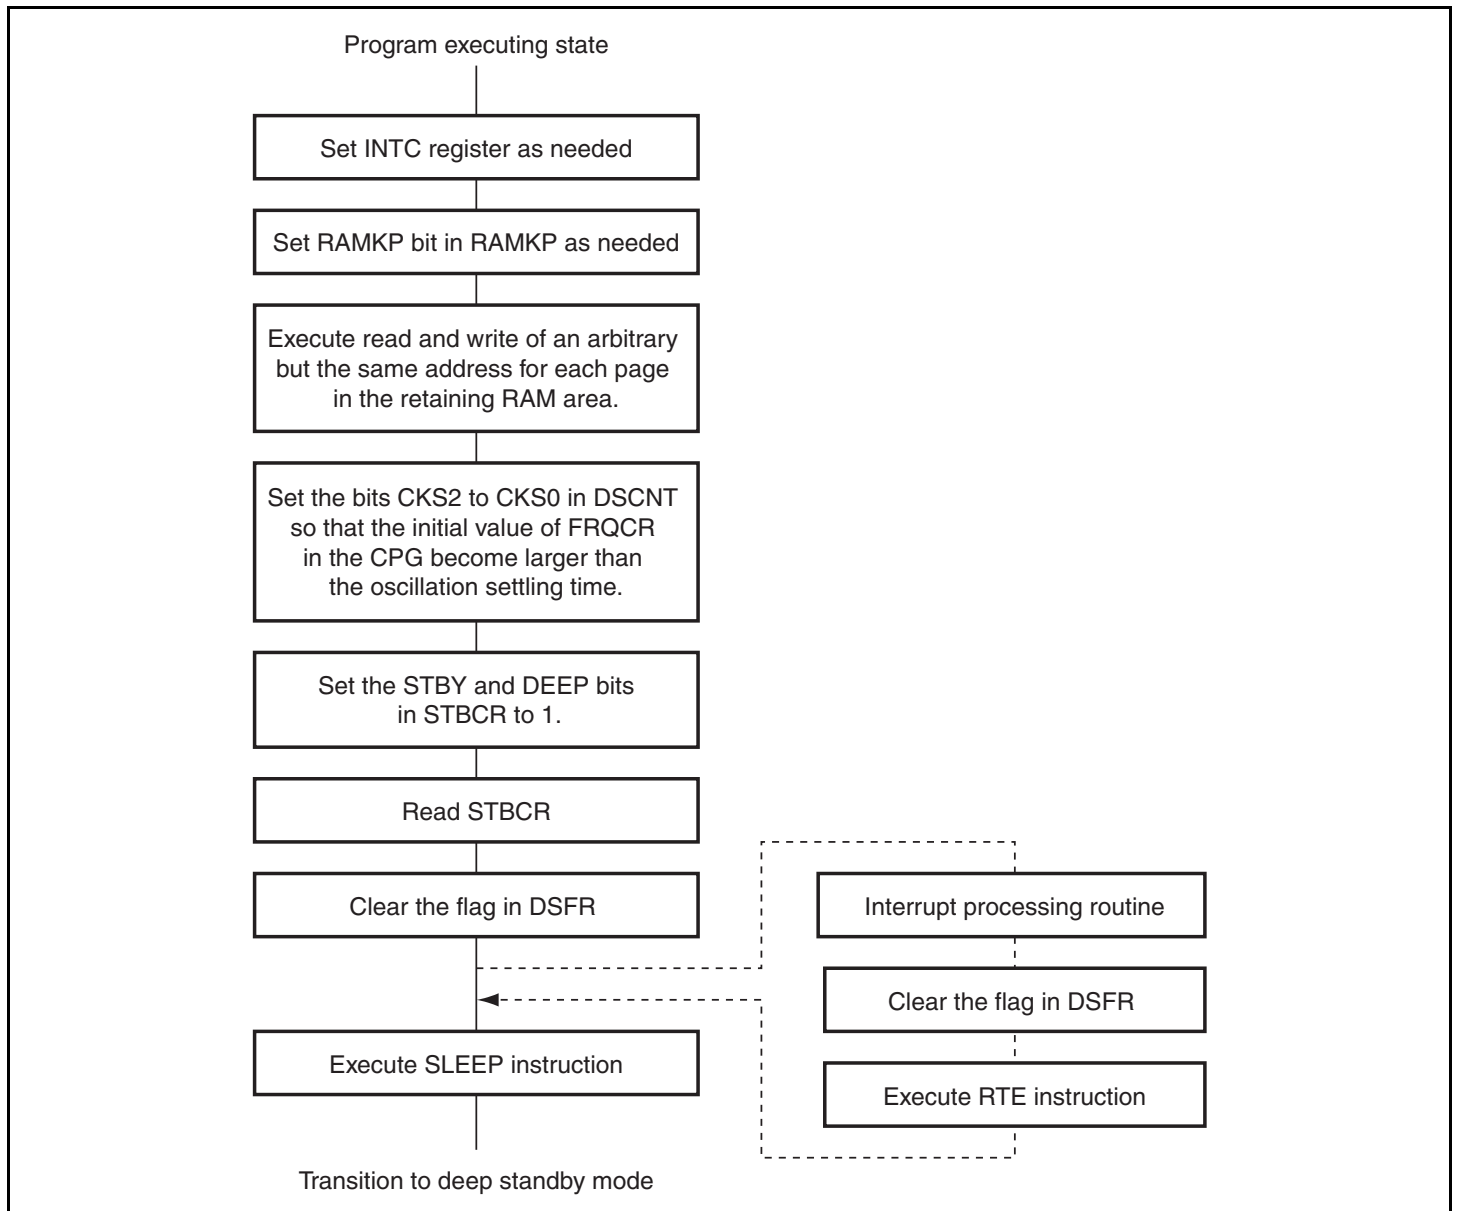 Program executing state
Set INTC register as needed
Set RAMKP bit in RAMKP as needed
Execute read and write of an arbitrary
but the same address for each page
in the retaining RAM area.
Set the bits CKS2 to CKS0 in DSCNT
so that the initial value of FRQCR
in the CPG become larger than
the oscillation settling time.
Set the STBY and DEEP bits
in STBCR to 1.
Read STBCR
Clear the flag in DSFR
Interrupt processing routine
Clear the flag in DSFR
Execute SLEEP instruction
Execute RTE instruction
Transition to deep standby mode